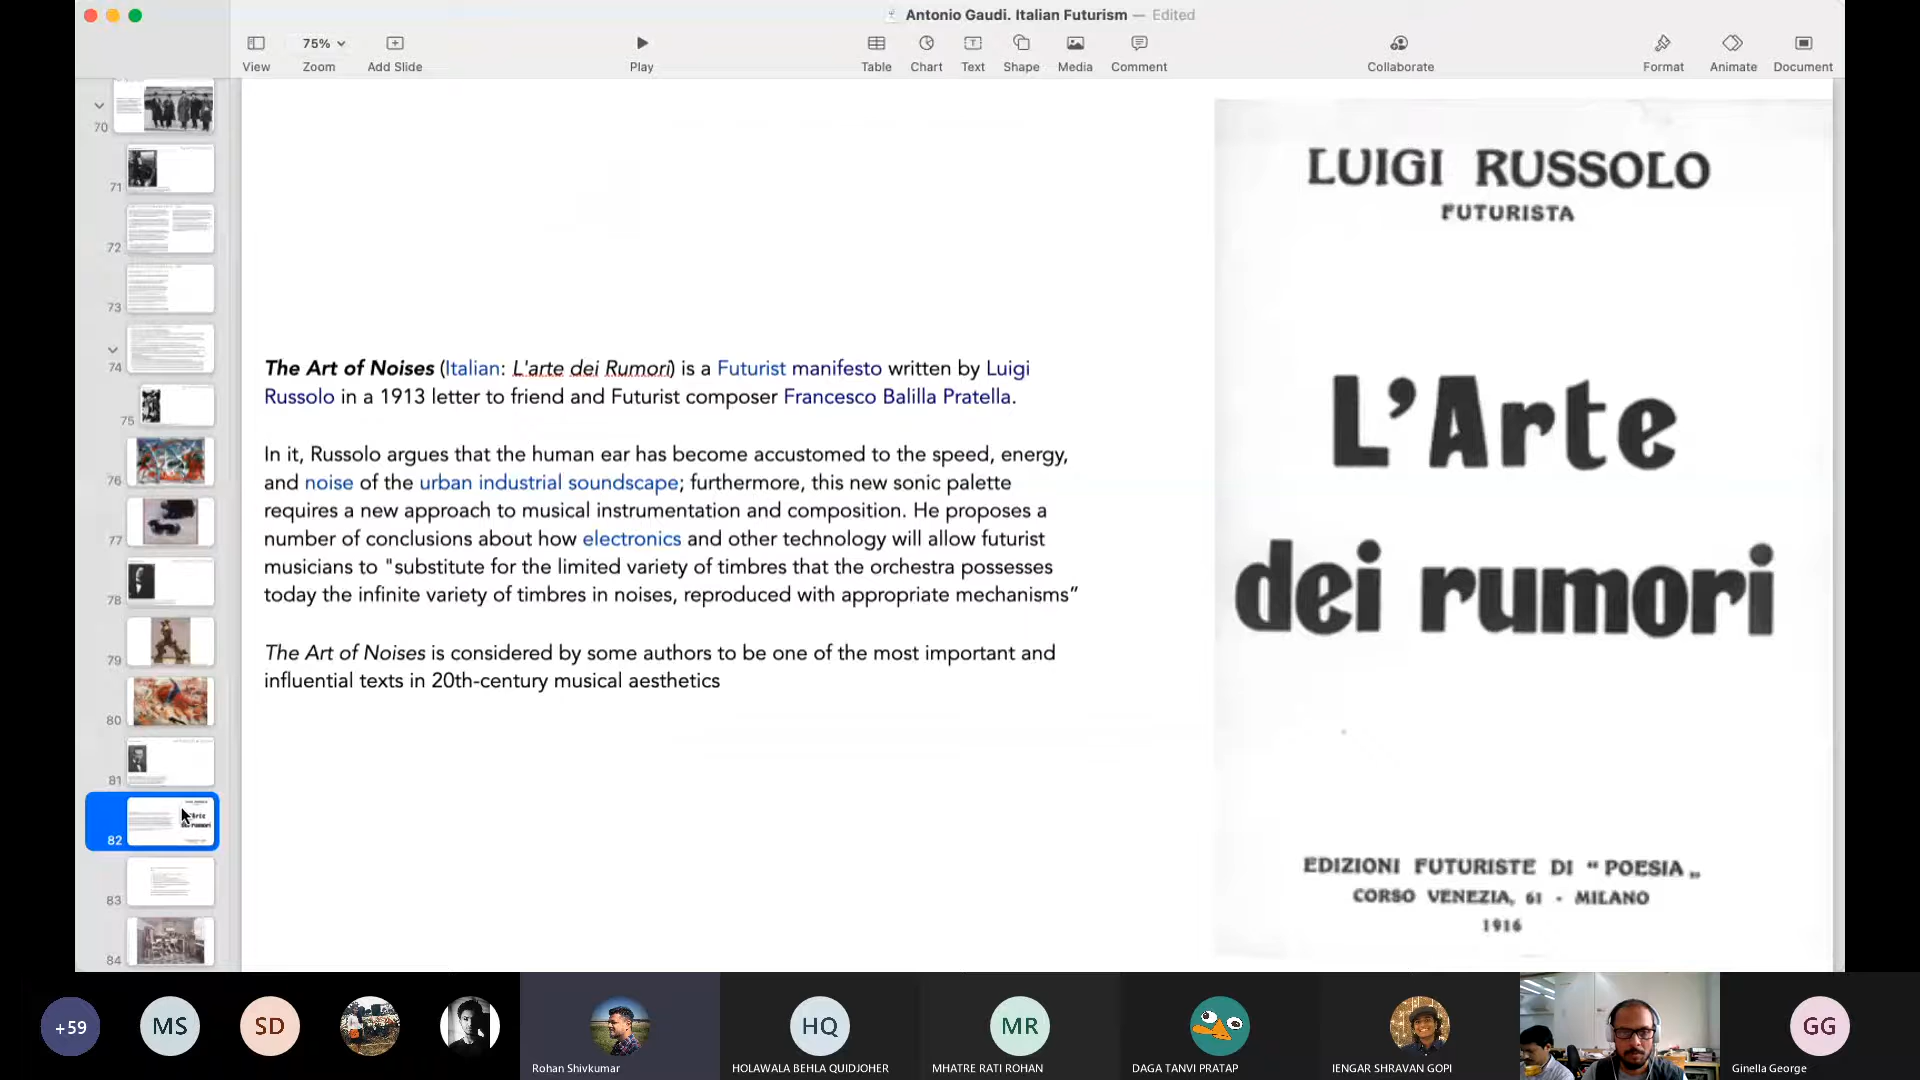 Antonio Gaudi. Italian Futurism — Edited
75%
View
Zoom
Add Slide
Play
Table
Chart
Text
Shape
Media
Comment
Collaborate
Format
Animate
Document
70
71
72
73
74
75
76
77
78
79
80
81
82
83
84
The Art of Noises (Italian: L'arte dei Rumori) is a Futurist manifesto written by Luigi
Russolo in a 1913 letter to friend and Futurist composer Francesco Balilla Pratella.
In it, Russolo argues that the human ear has become accustomed to the speed, energy,
and noise of the urban industrial soundscape; furthermore, this new sonic palette
requires a new approach to musical instrumentation and composition. He proposes a
number of conclusions about how electronics and other technology will allow futurist
musicians to "substitute for the limited variety of timbres that the orchestra possesses
today the infinite variety of timbres in noises, reproduced with appropriate mechanisms”
The Art of Noises is considered by some authors to be one of the most important and
influential texts in 20th-century musical aesthetics
LUIGI RUSSOLO
FUTURISTA
L’Arte
dei rumori
EDIZIONI FUTURISTE DI “ POESIA „
CORSO VENEZIA, 61 - MILANO
1916
+59
MS
SD
Rohan Shivkumar
HQ
HOLAWALA BEHLA QUIDJOHER
MR
MHATRE RATI ROHAN
DAGA TANVI PRATAP
IENGAR SHRAVAN GOPI
GG
Ginella George